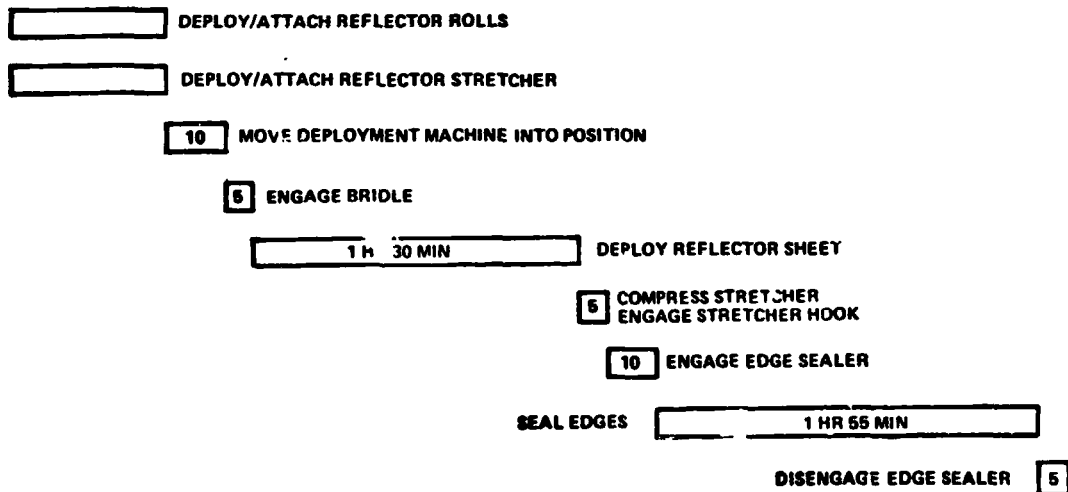 DEPLOY/ATTACH REFLECTOR ROLLS
DEPLOY/ATTACH REFLECTOR STRETCHER
10 MOVE DEPLOYMENT MACHINE INTO POSITION
5 ENGAGE BRIDLE
1 H 30 MIN DEPLOY REFLECTOR SHEET
5 COMPRESS STRETCHER
ENGAGE STRETCHER HOOK
10 ENGAGE EDGE SEALER
SEAL EDGES 1 HR 55 MIN
DISENGAGE EDGE SEALER 5